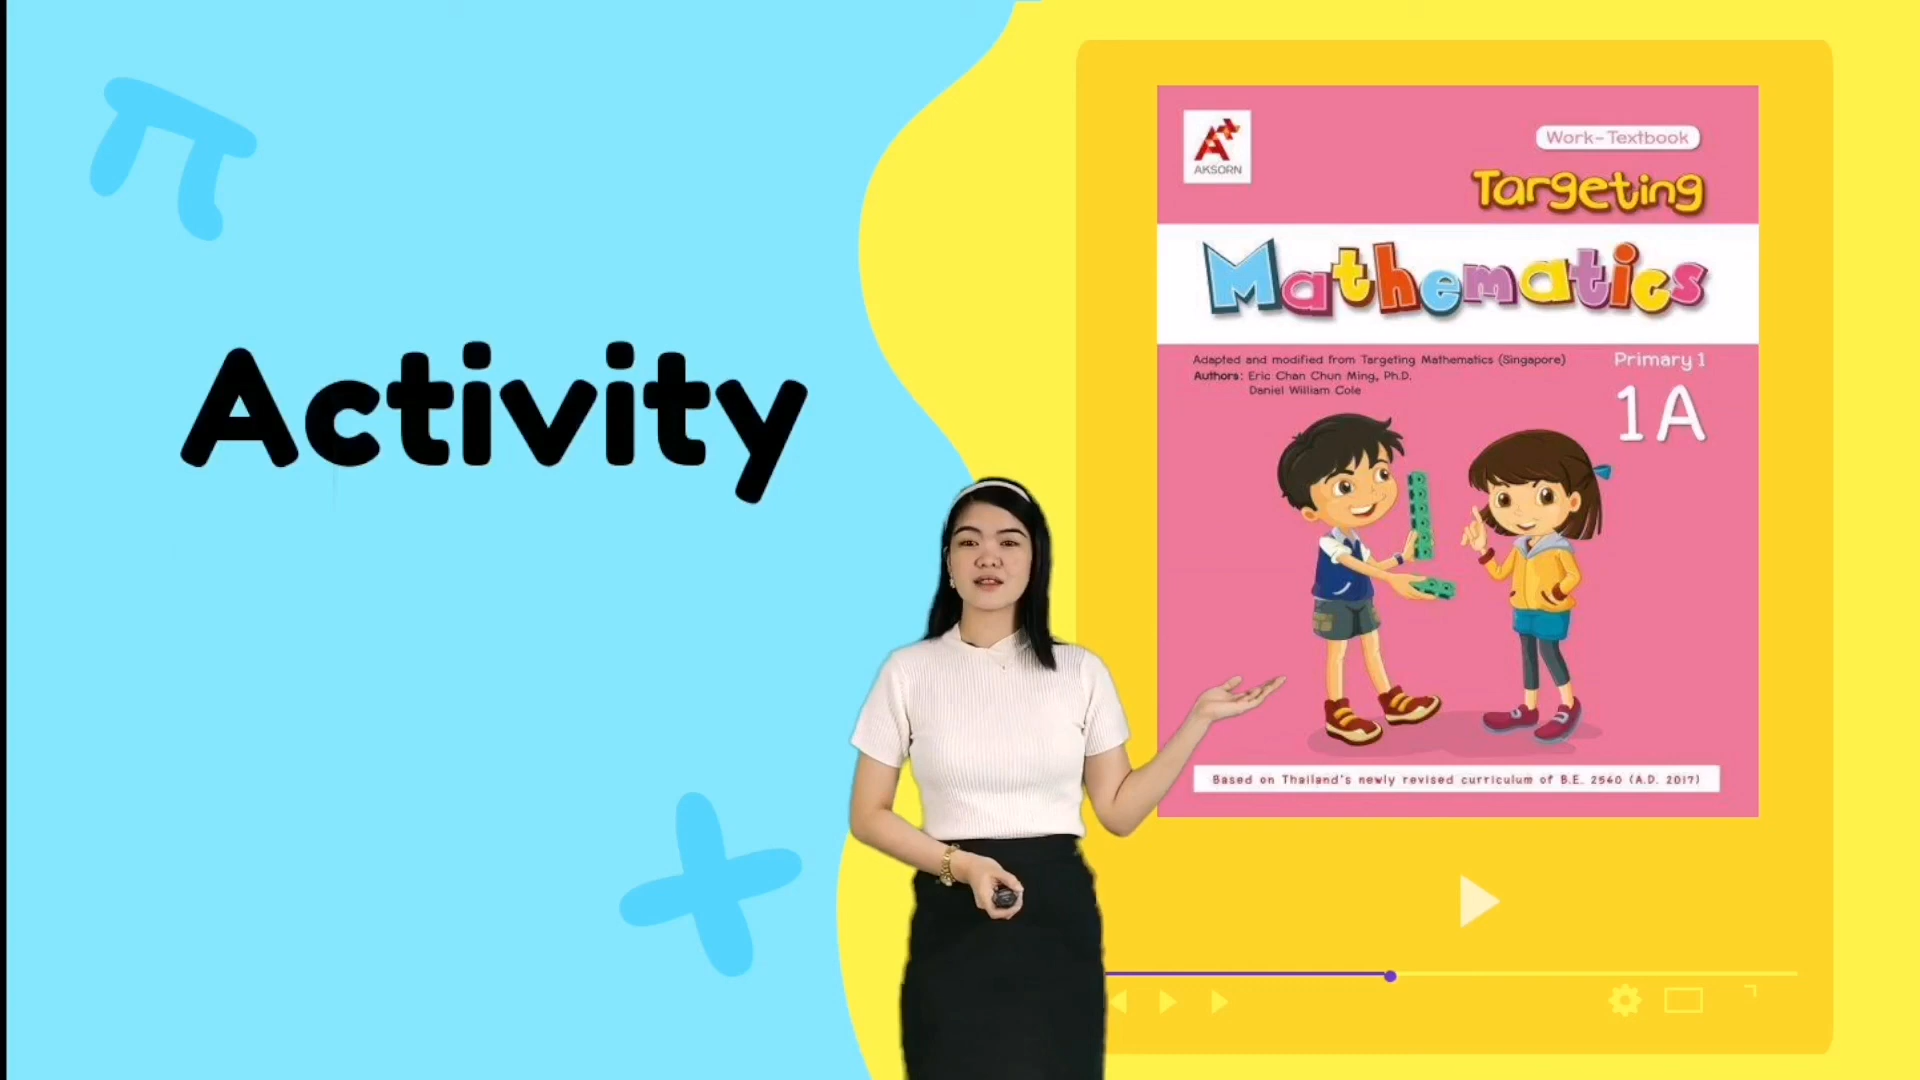 Activity
AKSORN
Work-Textbook
Targeting
Mathematics
Adapted and modified from Targeting Mathematics (Singapore)
Authors: Eric Chan Chun Ming, Ph.D.
Daniel William Cole
Primary 1
1A
Based on Thailand's newly revised curriculum of B.E. 2560 (A.D. 2017)